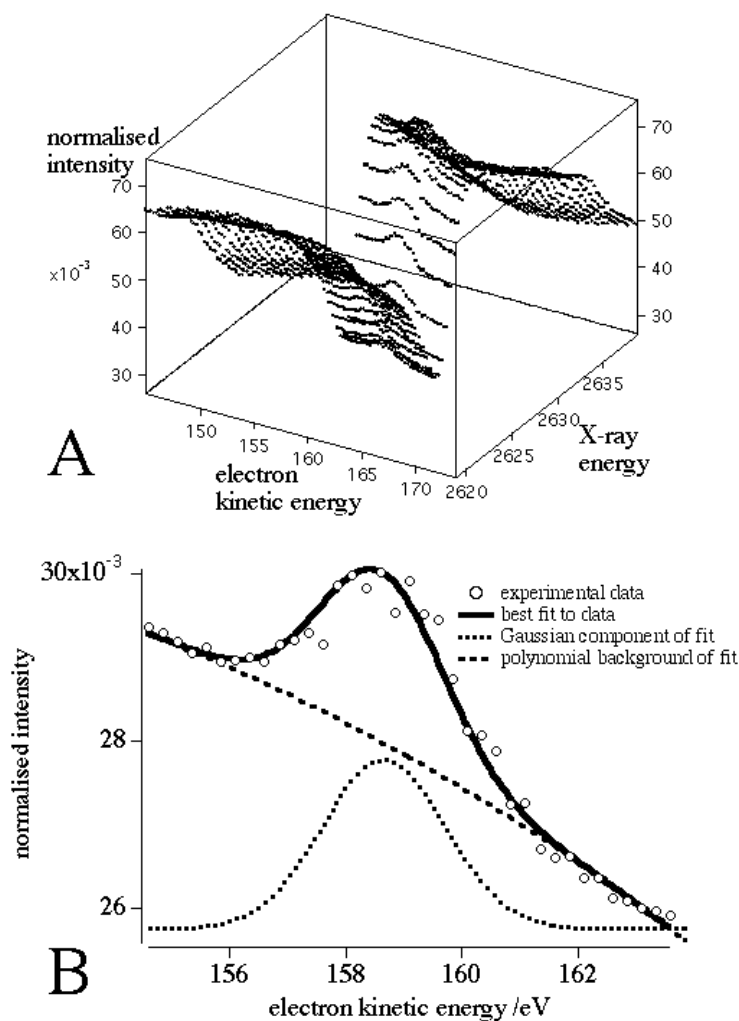 normalised
intensity
70
60
×10⁻³
50
40
30
70
60
50
40
30
150
155
160
165
170
electron
kinetic energy
2620
2625
2630
2635
X-ray
energy
A
30x10⁻³
28
26
normalised intensity
experimental data
best fit to data
Gaussian component of fit
polynomial background of fit
156
158
160
162
electron kinetic energy /eV
B